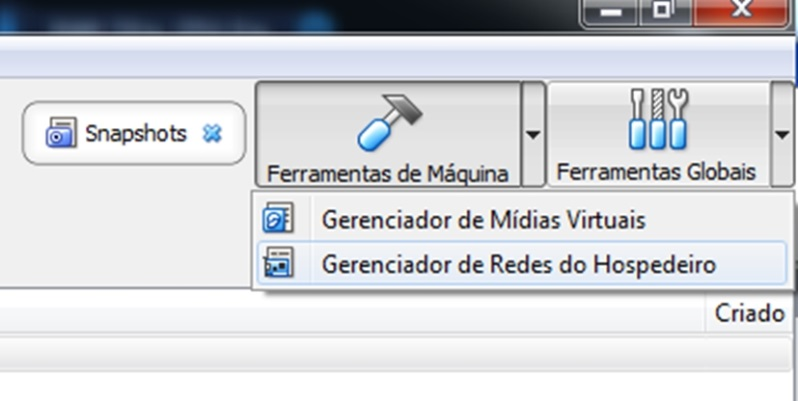 Snapshots
Ferramentas de Máquina
Ferramentas Globais
Gerenciador de Mídias Virtuais
Gerenciador de Redes do Hospedeiro
Criado